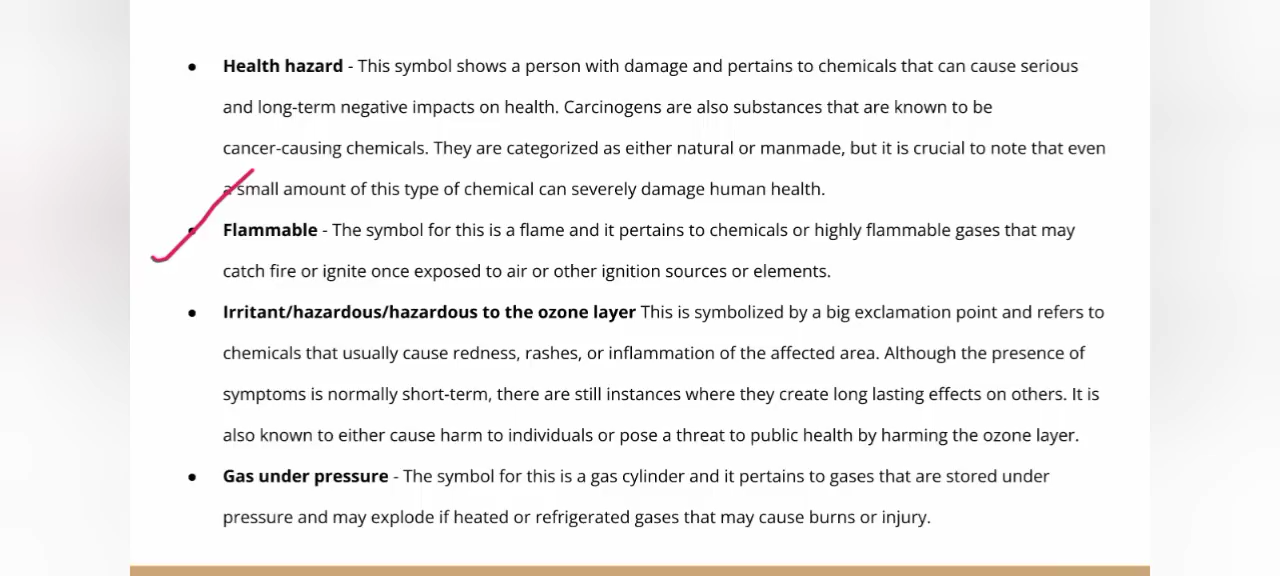 ● Health hazard - This symbol shows a person with damage and pertains to chemicals that can cause serious
and long-term negative impacts on health. Carcinogens are also substances that are known to be
cancer-causing chemicals. They are categorized as either natural or manmade, but it is crucial to note that even
a small amount of this type of chemical can severely damage human health.
● Flammable - The symbol for this is a flame and it pertains to chemicals or highly flammable gases that may
catch fire or ignite once exposed to air or other ignition sources or elements.
● Irritant/hazardous/hazardous to the ozone layer This is symbolized by a big exclamation point and refers to
chemicals that usually cause redness, rashes, or inflammation of the affected area. Although the presence of
symptoms is normally short-term, there are still instances where they create long lasting effects on others. It is
also known to either cause harm to individuals or pose a threat to public health by harming the ozone layer.
● Gas under pressure - The symbol for this is a gas cylinder and it pertains to gases that are stored under
pressure and may explode if heated or refrigerated gases that may cause burns or injury.